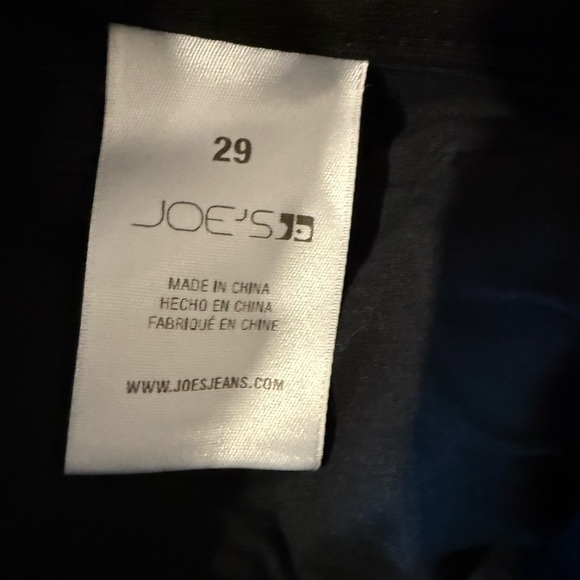 29
JOE'S
MADE IN CHINA
HECHO EN CHINA
FABRIQUÉ EN CHINE
WWW.JOESJEANS.COM